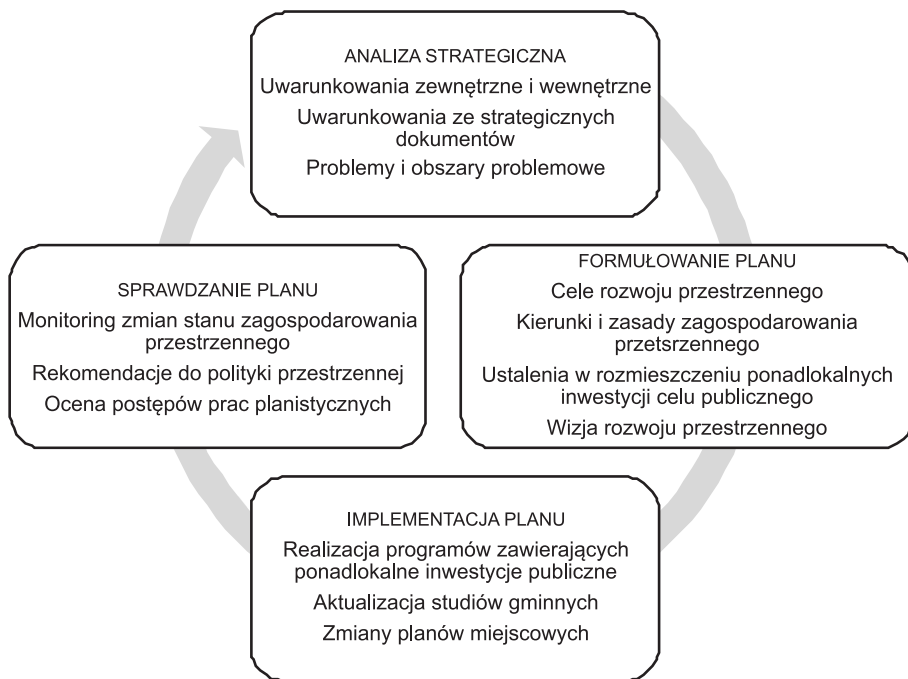 ANALIZA STRATEGICZNA
Uwarunkowania zewnętrzne i wewnętrzne
Uwarunkowania ze strategicznych
dokumentów
Problemy i obszary problemowe
FORMUŁOWANIE PLANU
Cele rozwoju przestrzennego
Kierunki i zasady zagospodarowania
przetsrzennego
Ustalenia w rozmieszczeniu ponadlokalnych
inwestycji celu publicznego
Wizja rozwoju przestrzennego
IMPLEMENTACJA PLANU
Realizacja programów zawierających
ponadlokalne inwestycje publiczne
Aktualizacja studiów gminnych
Zmiany planów miejscowych
SPRAWDZANIE PLANU
Monitoring zmian stanu zagospodarowania
przestrzennego
Rekomendacje do polityki przestrzennej
Ocena postępów prac planistycznych